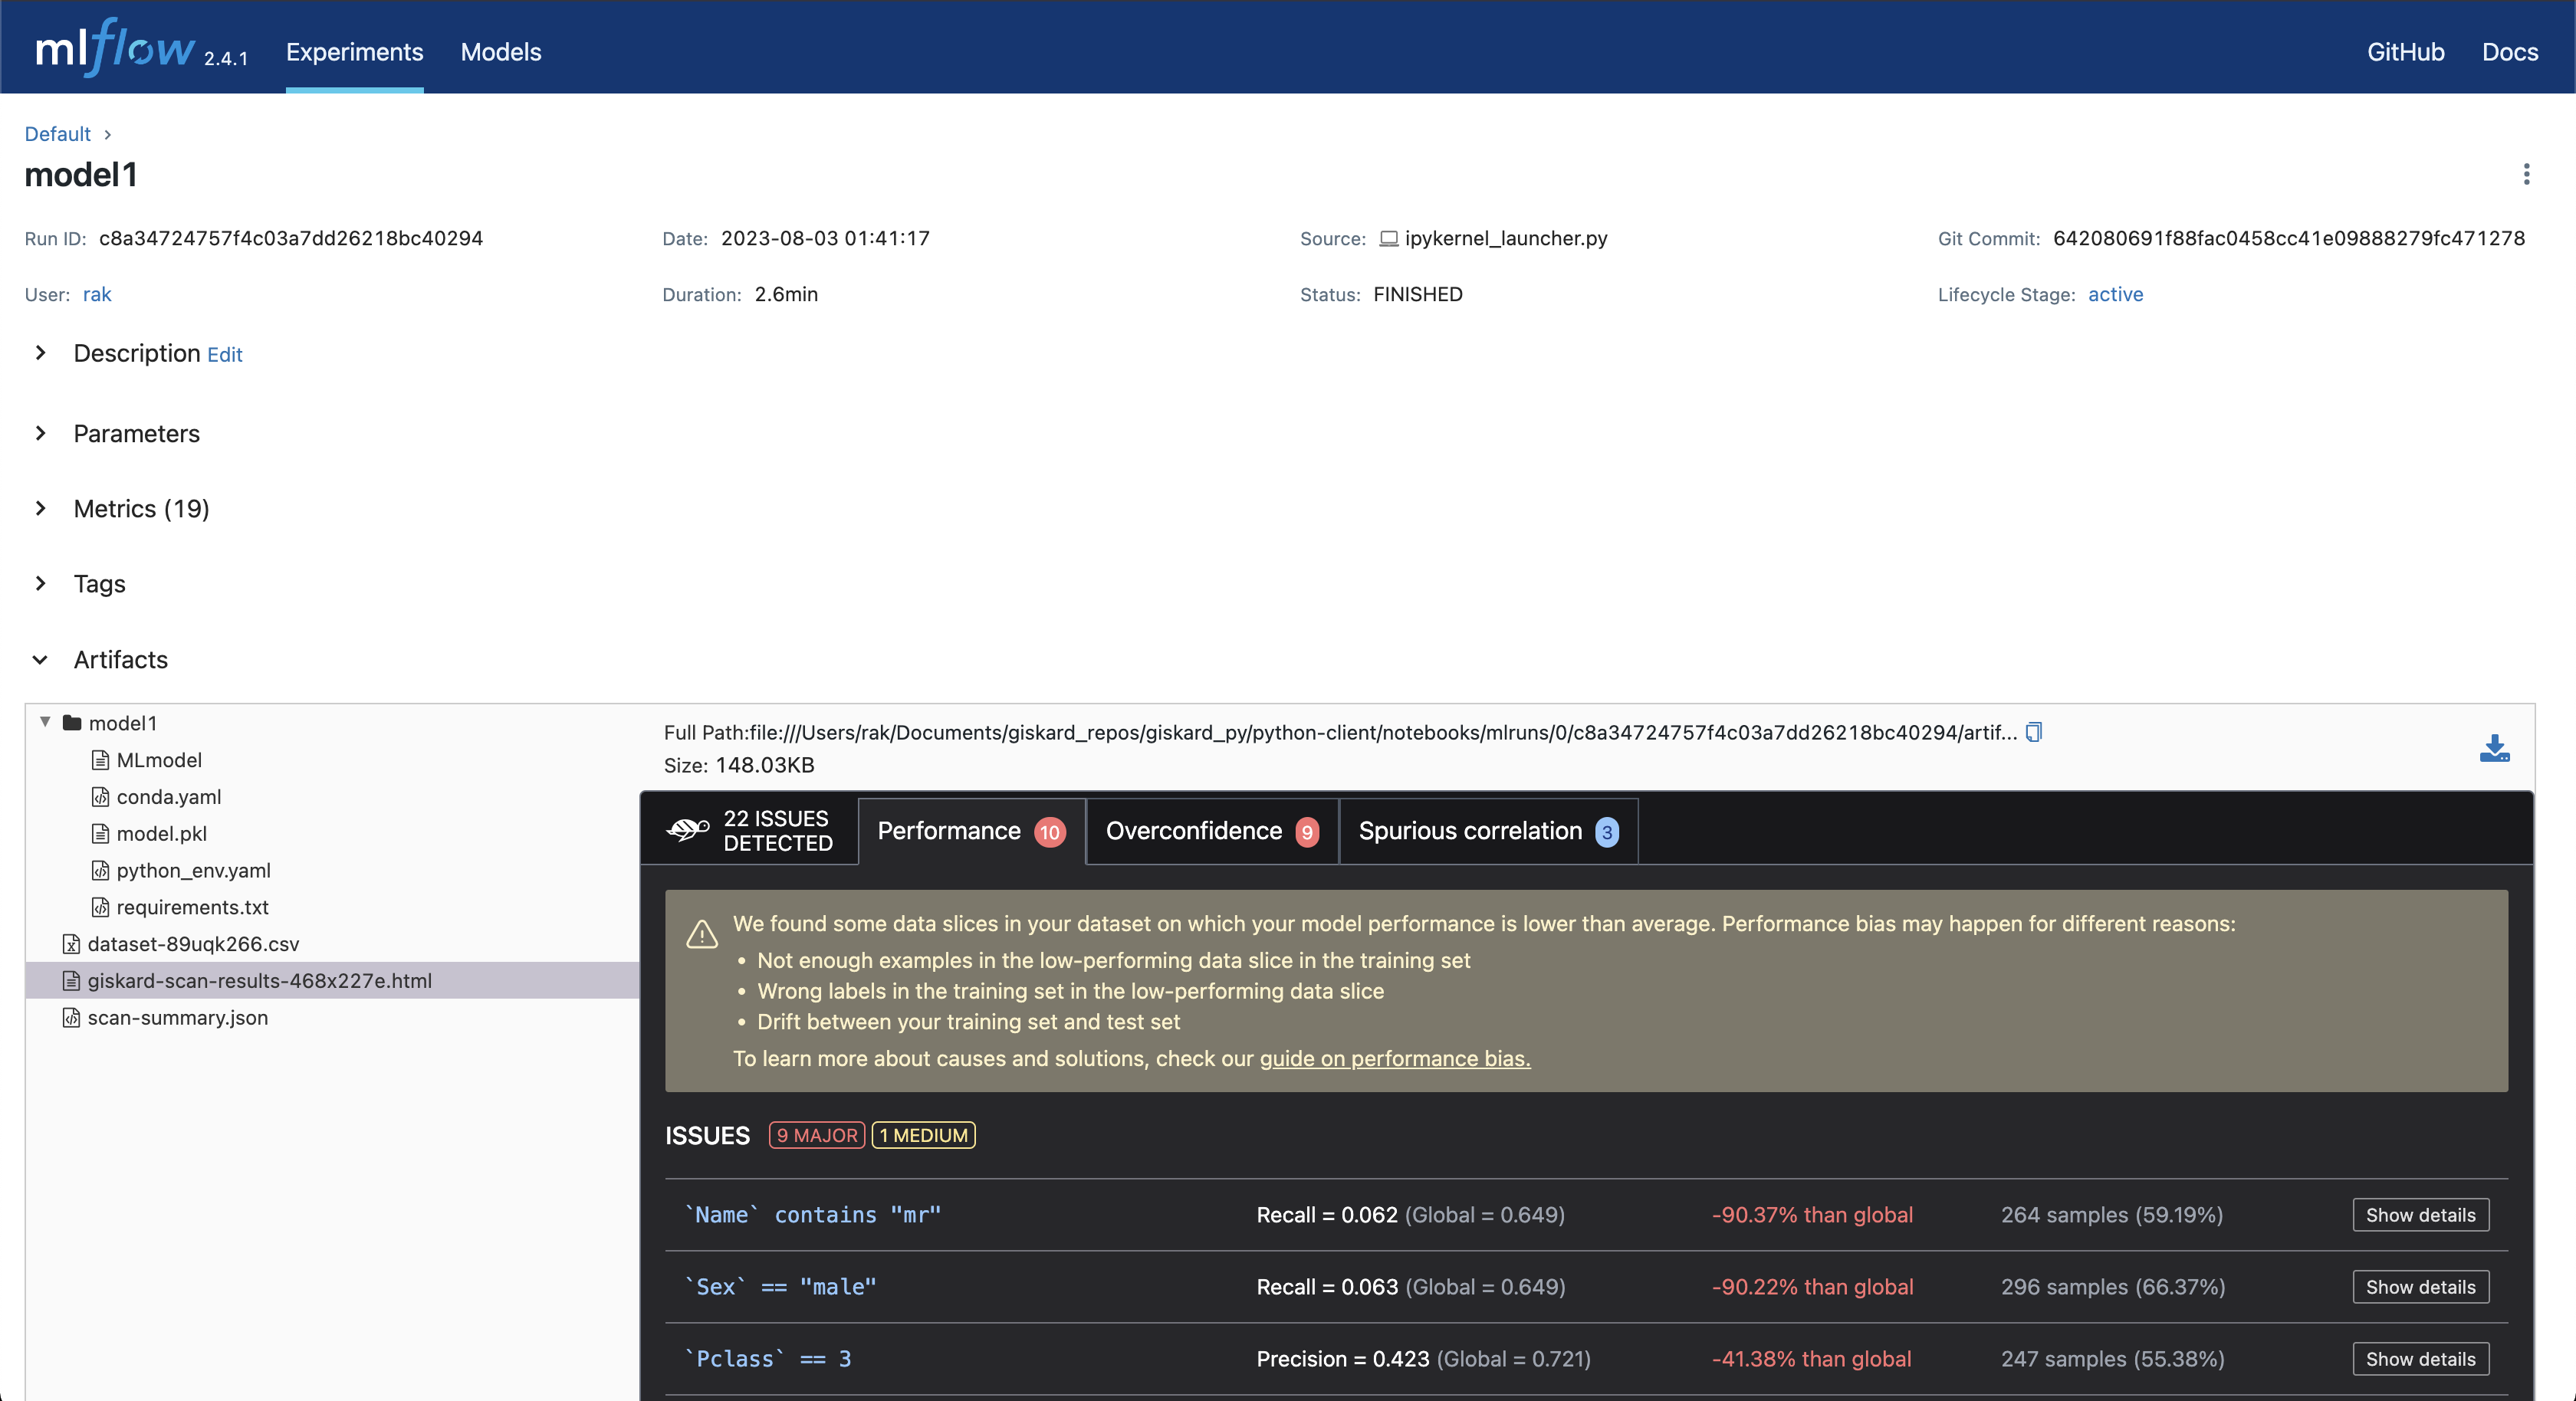 mlflow 2.4.1 Experiments Models GitHub Docs
Default
model1
Run ID: c8a34724757f4c03a7dd26218bc40294 Date: 2023-08-03 01:41:17 Source: ipykernel_launcher.py Git Commit: 642080691f88fac0458cc41e09888279fc471278
User: rak Duration: 2.6min Status: FINISHED Lifecycle Stage: active
Description Edit
Parameters
Metrics (19)
Tags
Artifacts
model1
MLmodel
conda.yaml
model.pkl
python_env.yaml
requirements.txt
dataset-89uqk266.csv
giskard-scan-results-468x227e.html
scan-summary.json
Full Path:file:///Users/rak/Documents/giskard_repos/giskard_py/python-client/notebooks/mlruns/0/c8a34724757f4c03a7dd26218bc40294/artif...
Size: 148.03KB
22 ISSUES
DETECTED
Performance 10 Overconfidence 9 Spurious correlation 3
We found some data slices in your dataset on which your model performance is lower than average. Performance bias may happen for different reasons:
• Not enough examples in the low-performing data slice in the training set
• Wrong labels in the training set in the low-performing data slice
• Drift between your training set and test set
To learn more about causes and solutions, check our guide on performance bias.
ISSUES 9 MAJOR 1 MEDIUM
`Name` contains "mr" Recall = 0.062 (Global = 0.649) -90.37% than global 264 samples (59.19%) Show details
`Sex` == "male" Recall = 0.063 (Global = 0.649) -90.22% than global 296 samples (66.37%) Show details
`Pclass` == 3 Precision = 0.423 (Global = 0.721) -41.38% than global 247 samples (55.38%) Show details